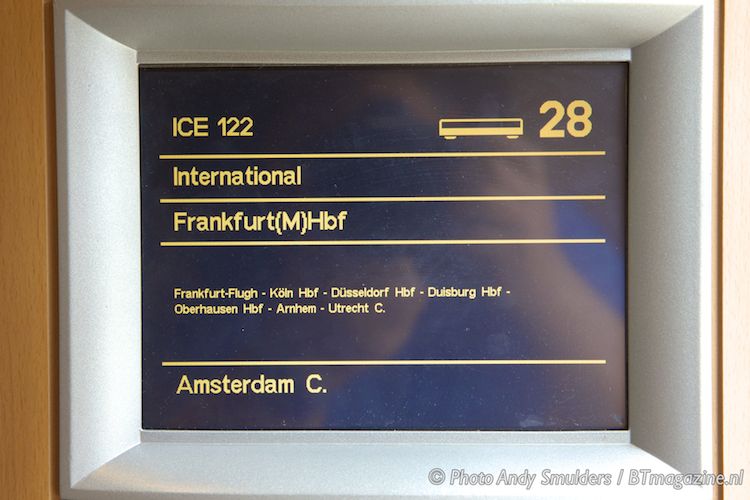 ICE 122 28
International
Frankfurt(M)Hbf
Frankfurt-Flugh - Köln Hbf - Düsseldorf Hbf - Duisburg Hbf -
Oberhausen Hbf - Arnhem - Utrecht C.
Amsterdam C.
© Photo Andy Smulders / BTmagazine.nl